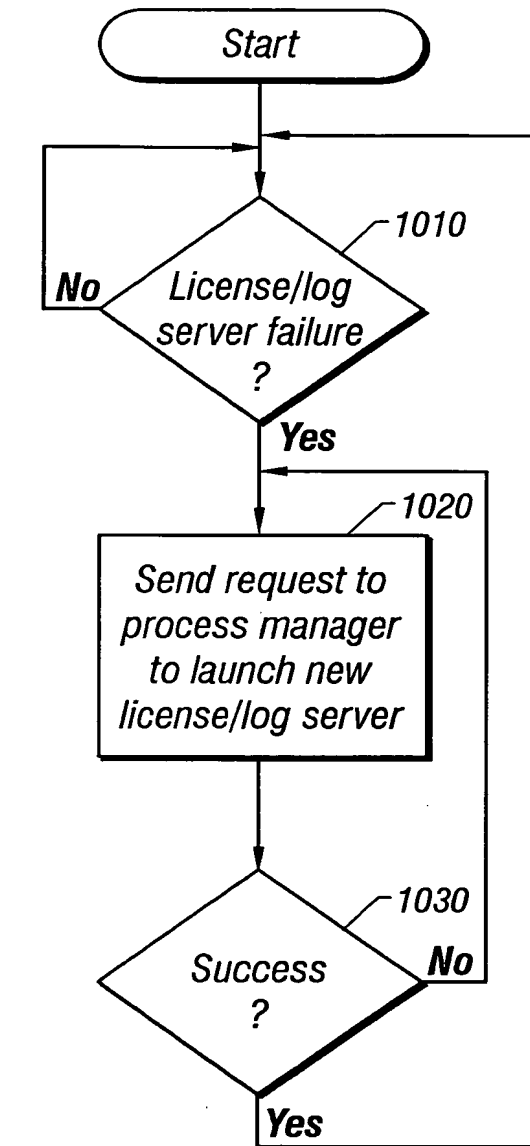 Start
1010
No
License/log
server failure
?
Yes
1020
Send request to
process manager
to launch new
license/log server
1030
Success
?
No
Yes